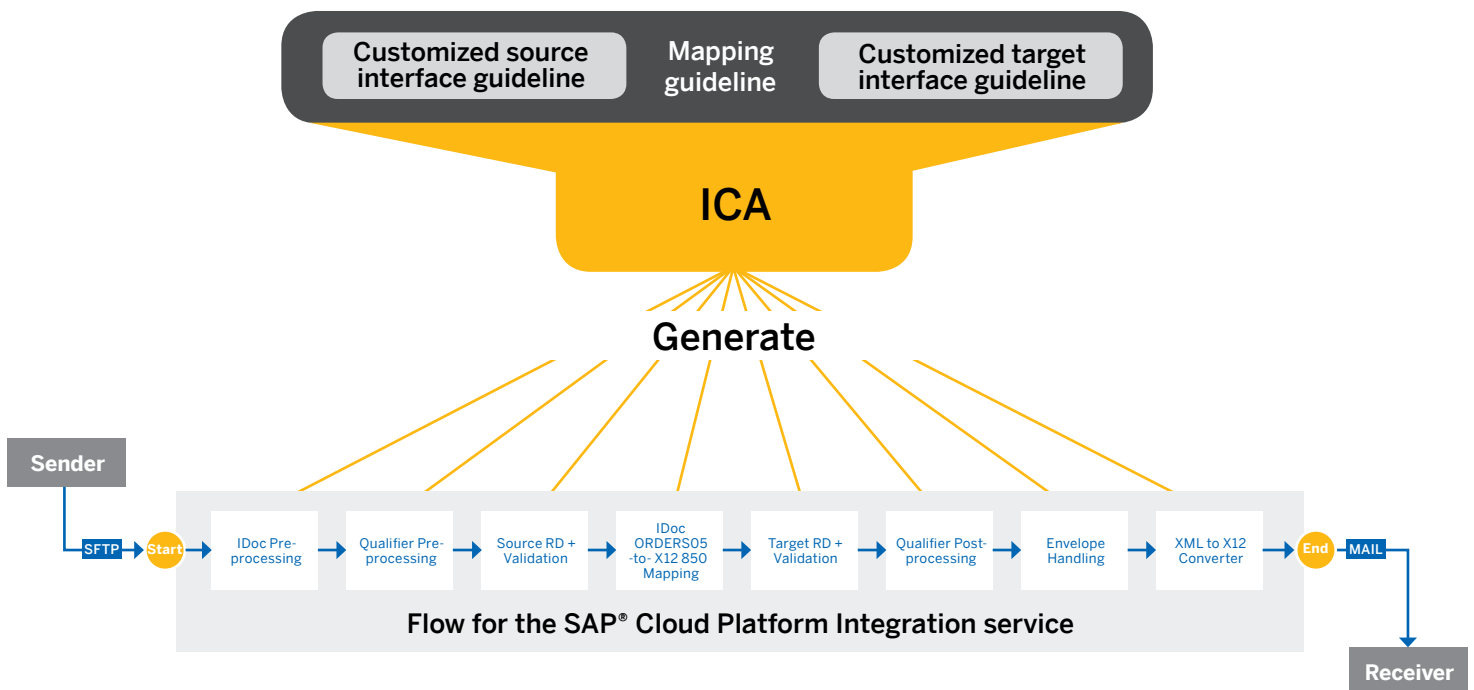 Customized source
interface guideline
Mapping
guideline
Customized target
interface guideline
ICA
Generate
Sender
SFTP
Start
IDoc Pre-
processing
Qualifier Pre-
processing
Source RD +
Validation
IDoc
ORDERS05
-to- X12 850
Mapping
Target RD +
Validation
Qualifier Post-
processing
Envelope
Handling
XML to X12
Converter
End
MAIL
Flow for the SAP® Cloud Platform Integration service
Receiver